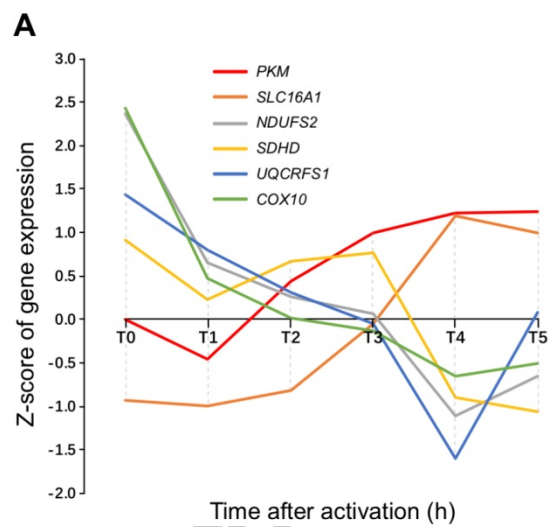 A
3.0
2.5
2.0
1.5
1.0
0.5
0.0
-0.5
-1.0
-1.5
-2.0
Z-score of gene expression
PKM
SLC16A1
NDUFS2
SDHD
UQCRFS1
COX10
T0 T1 T2 T3 T4 T5
Time after activation (h)